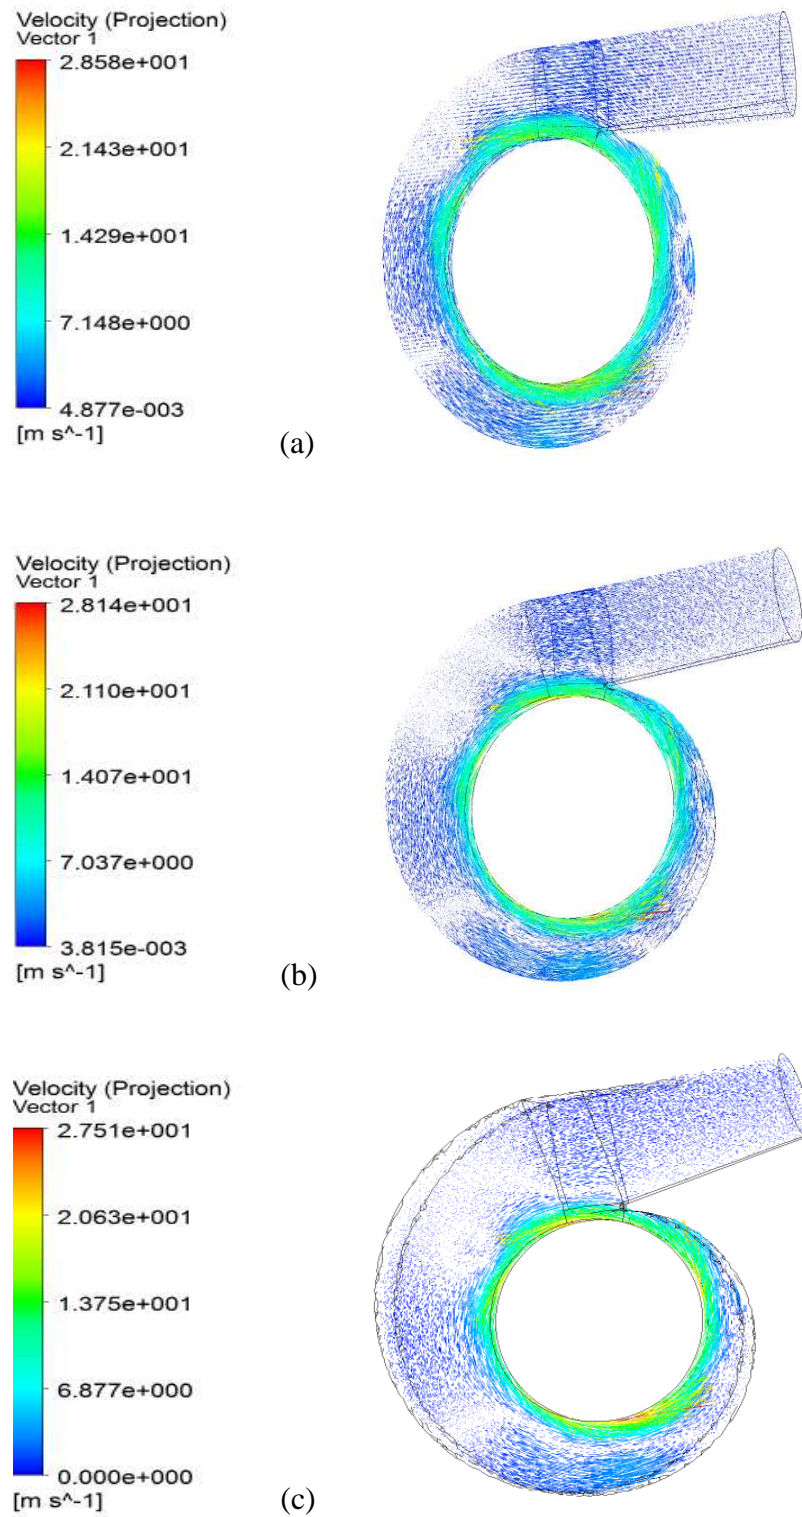 Velocity (Projection)
Vector 1
2.858e+001
2.143e+001
1.429e+001
7.148e+000
4.877e-003
[m s^-1]
(a)
Velocity (Projection)
Vector 1
2.814e+001
2.110e+001
1.407e+001
7.037e+000
3.815e-003
[m s^-1]
(b)
Velocity (Projection)
Vector 1
2.751e+001
2.063e+001
1.375e+001
6.877e+000
0.000e+000
[m s^-1]
(c)